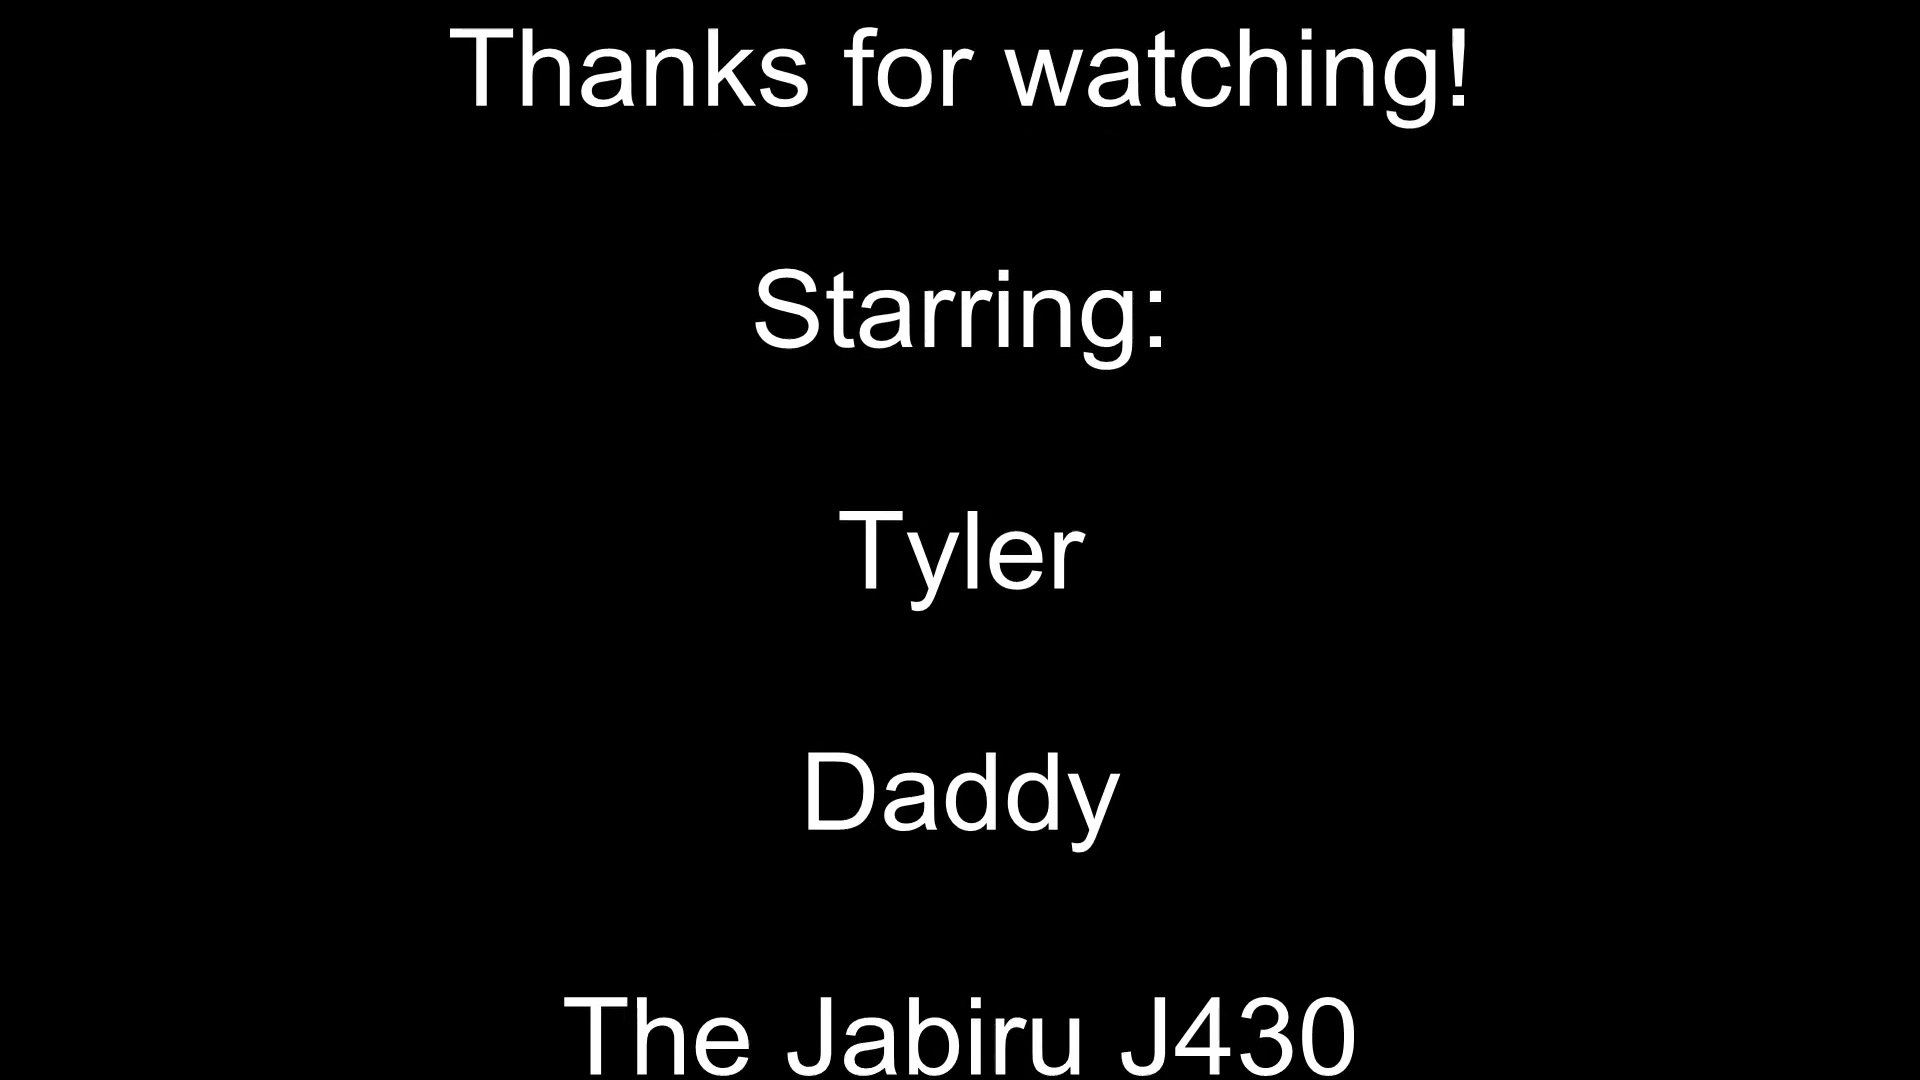 Thanks for watching!
Starring:
Tyler
Daddy
The Jabiru J430